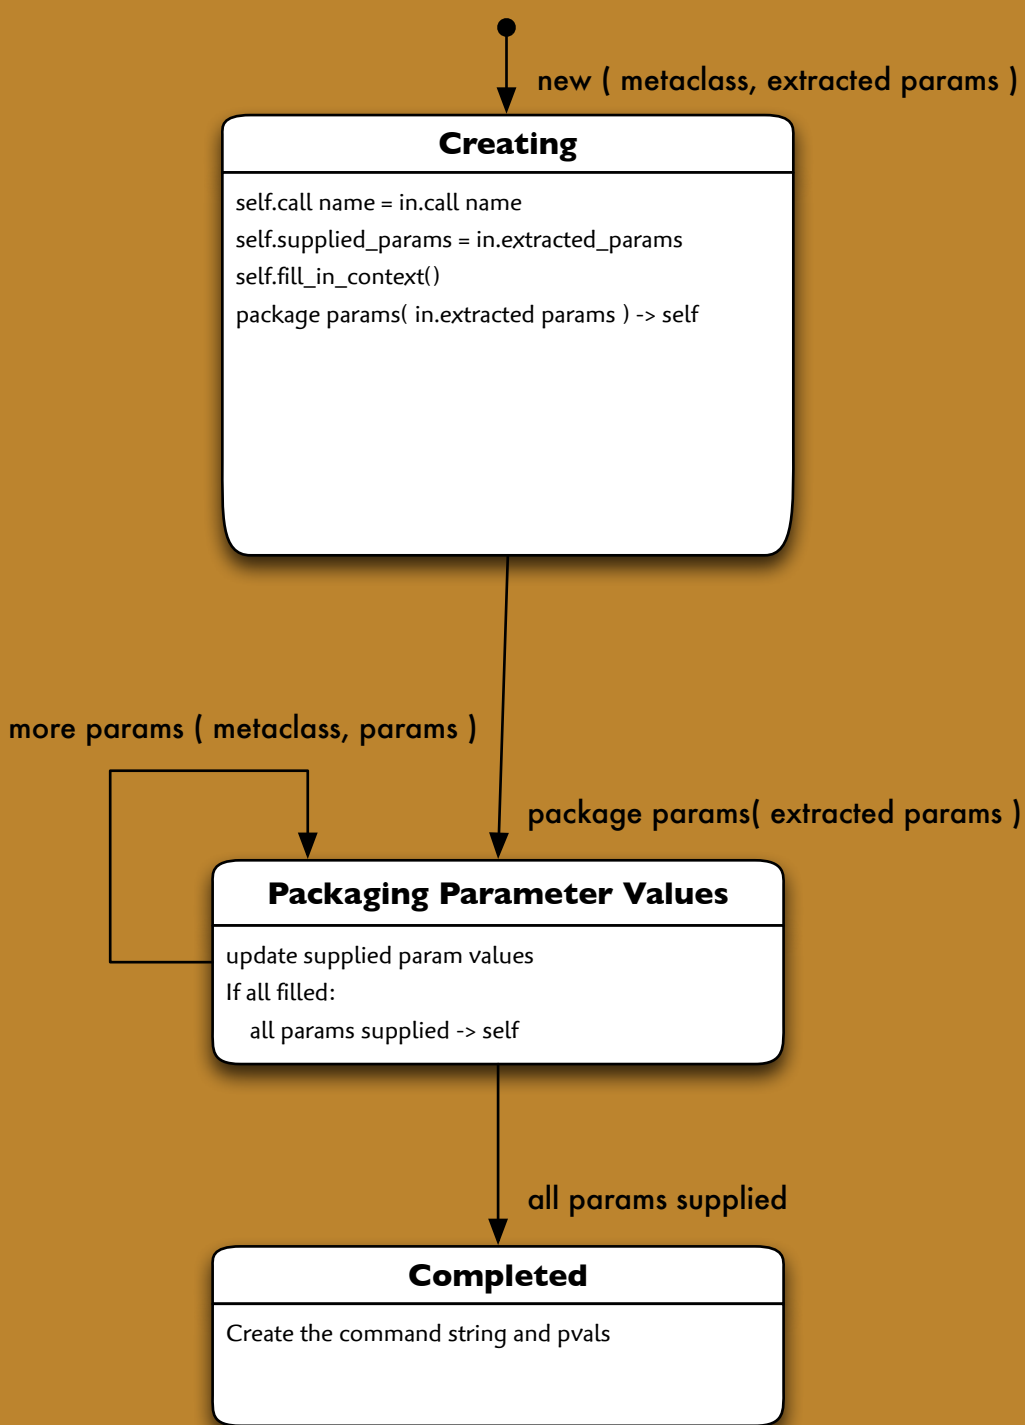 new ( metaclass, extracted params )
Creating
self.call name = in.call name
self.supplied_params = in.extracted_params
self.fill_in_context()
package params( in.extracted params ) -> self
more params ( metaclass, params )
package params( extracted params )
Packaging Parameter Values
update supplied param values
If all filled:
all params supplied -> self
all params supplied
Completed
Create the command string and pvals